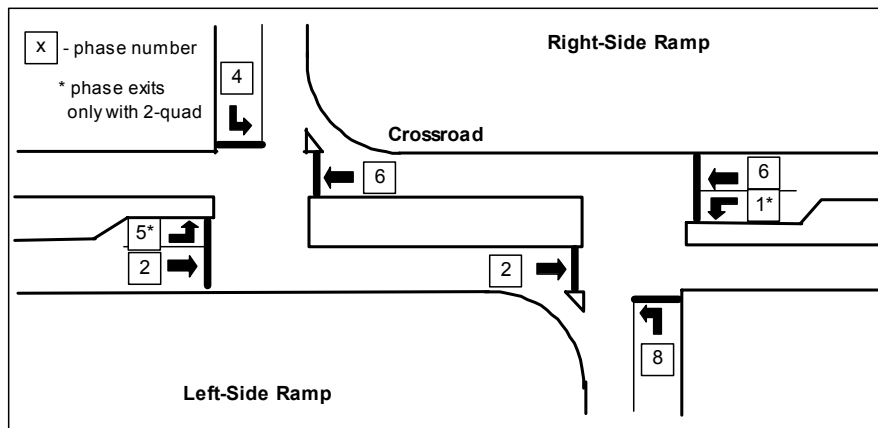 x - phase number
* phase exits
only with 2-quad
4
Right-Side Ramp
Crossroad
6
6
1*
5*
2
2
8
Left-Side Ramp